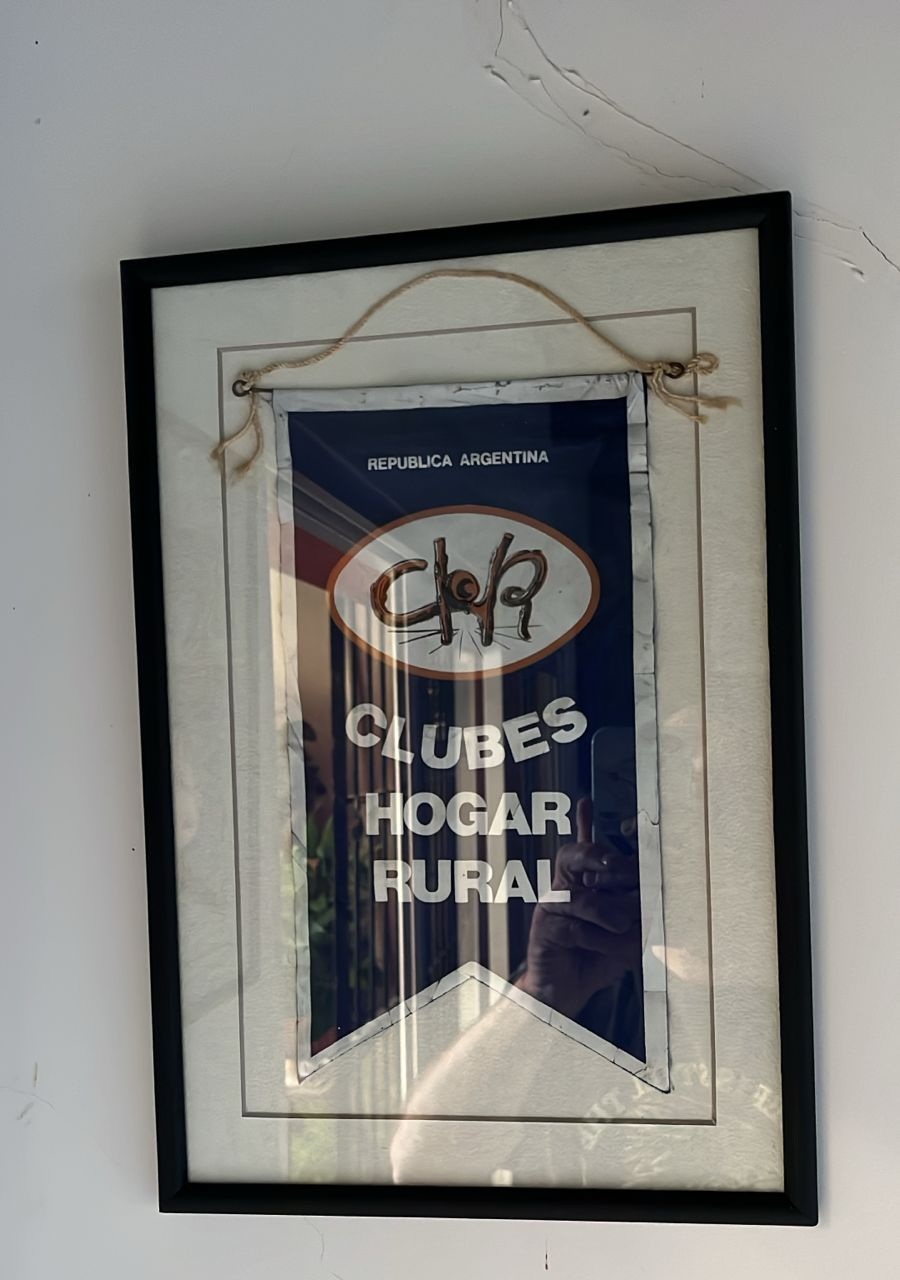 REPUBLICA ARGENTINA
CHR
CLUBES
HOGAR
RURAL